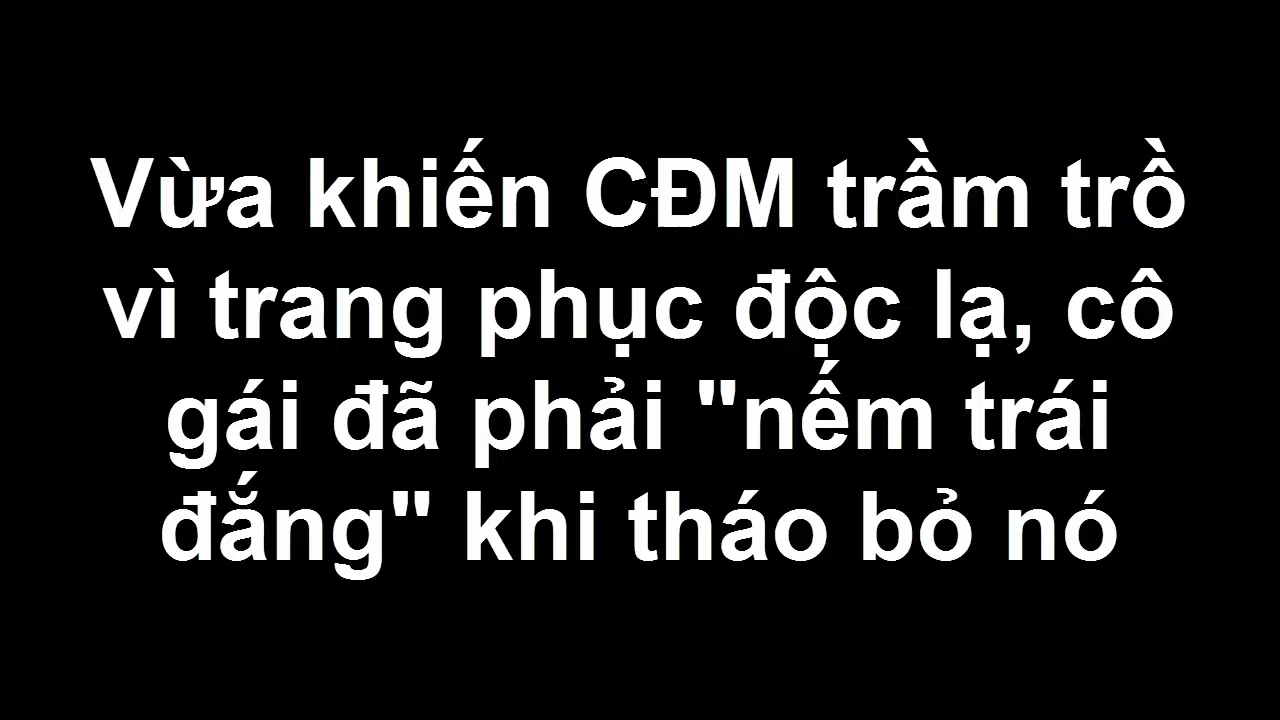 Vừa khiến CĐM trầm trồ
vì trang phục độc lạ, cô
gái đã phải "nếm trái
đắng" khi tháo bỏ nó